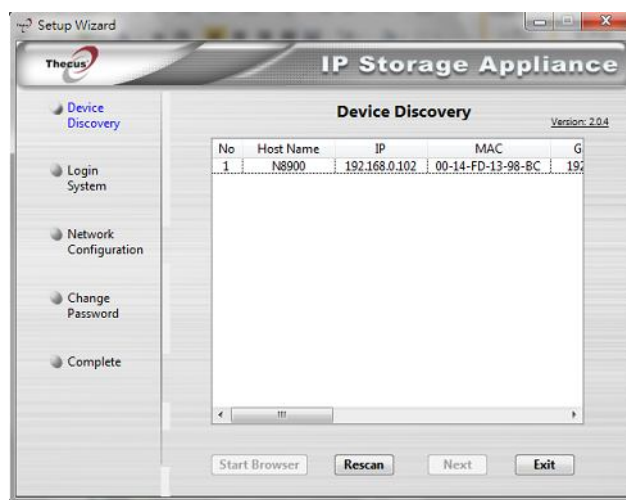 Setup Wizard
Thecus
IP Storage Appliance
Device
Discovery
Login
System
Network
Configuration
Change
Password
Complete
Device Discovery
Version: 2.0.4
No Host Name IP MAC G
1 N8900 192.168.0.102 00-14-FD-13-98-BC 192
Start Browser Rescan Next Exit